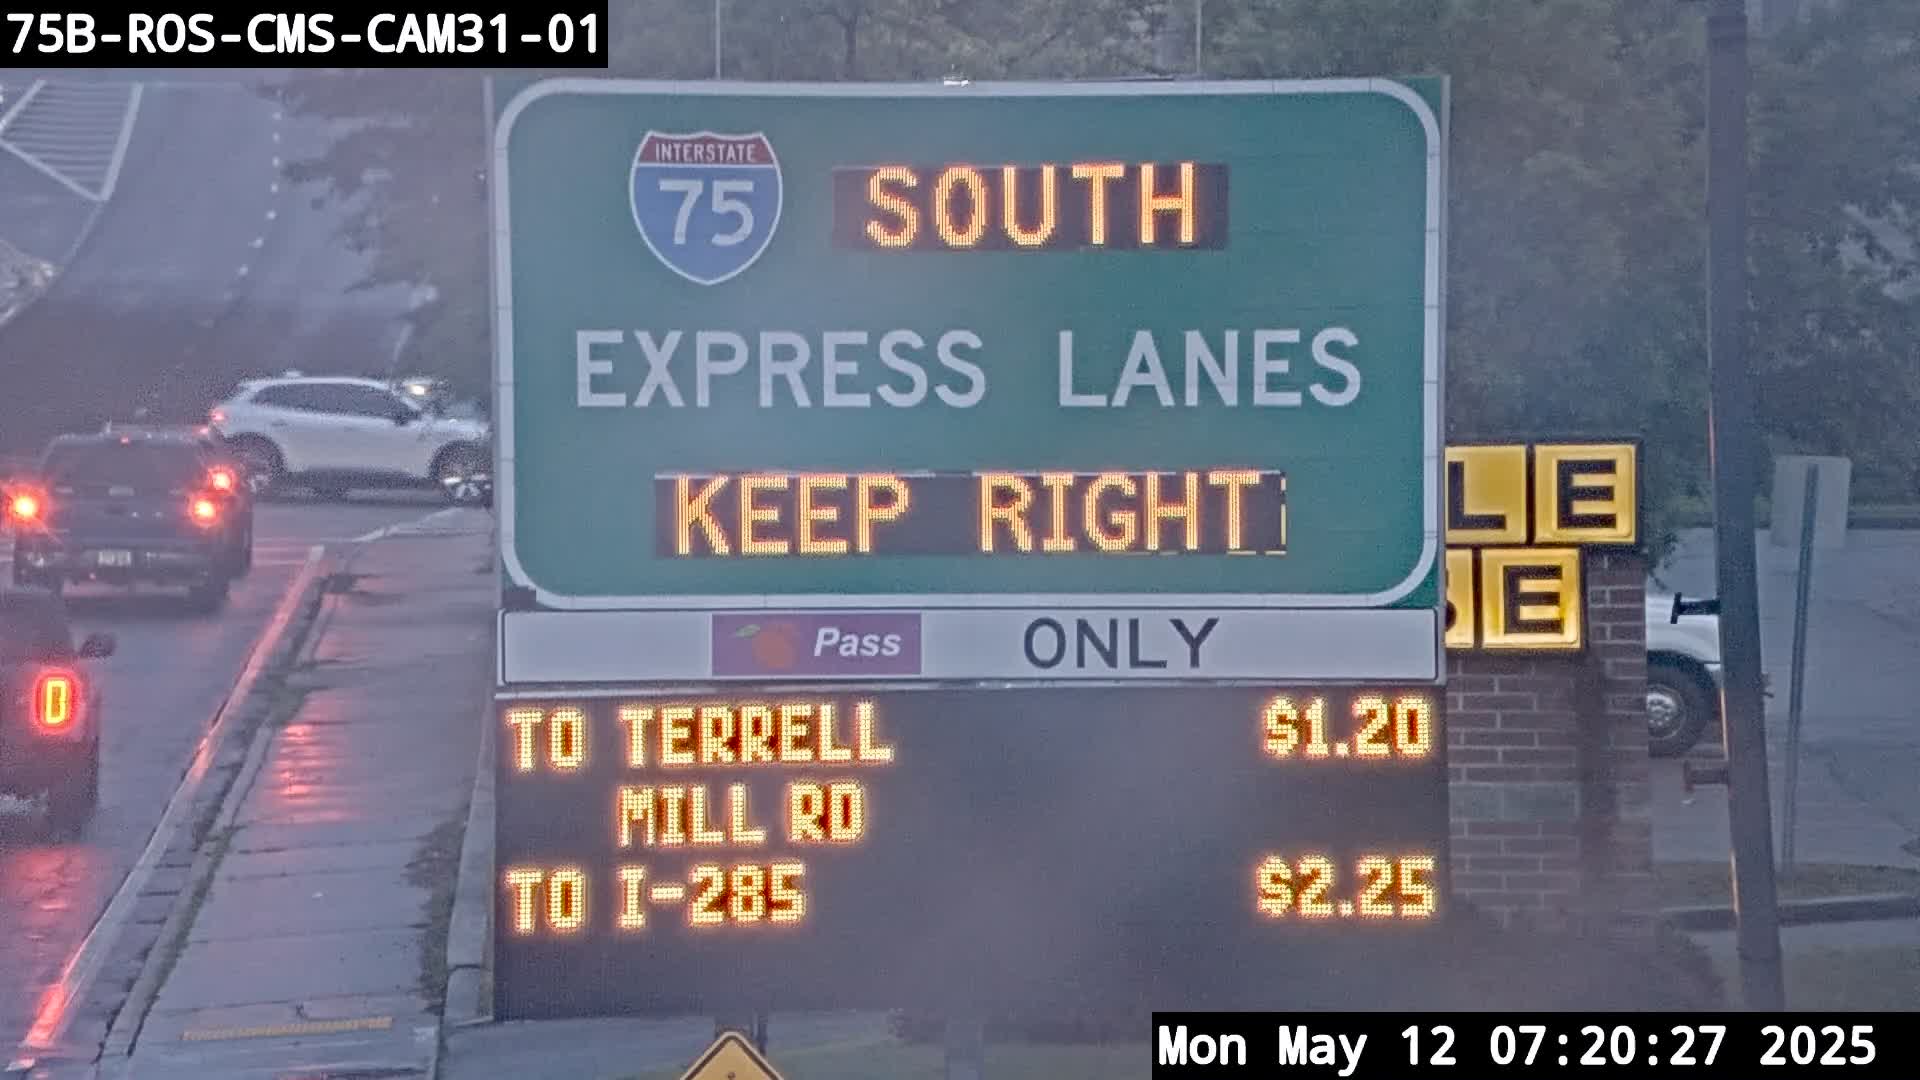 75B-ROS-CMS-CAM31-01
INTERSTATE
75
SOUTH
EXPRESS LANES
KEEP RIGHT
Pass ONLY
TO TERRELL $1.20
MILL RD
TO I-285 $2.25
LE
E
Mon May 12 07:20:27 2025